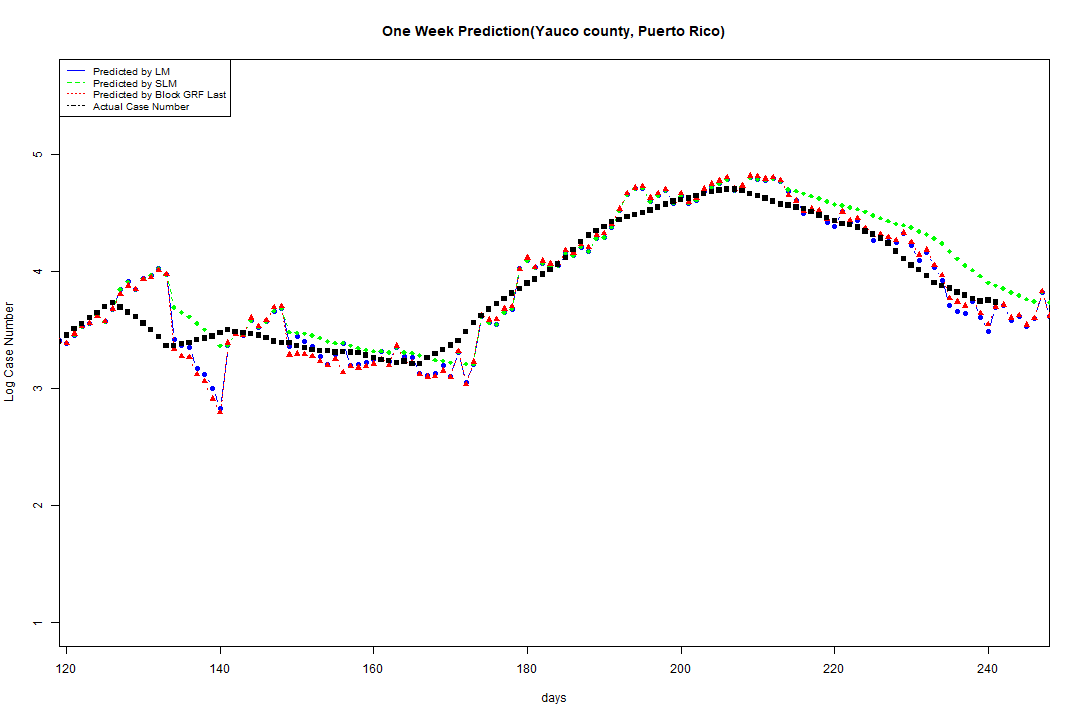 One Week Prediction(Yauco county, Puerto Rico)
Predicted by LM
Predicted by SLM
Predicted by Block GRF Last
Actual Case Number
5
4
3
2
1
Log Case Number
120 140 160 180 200 220 240
days